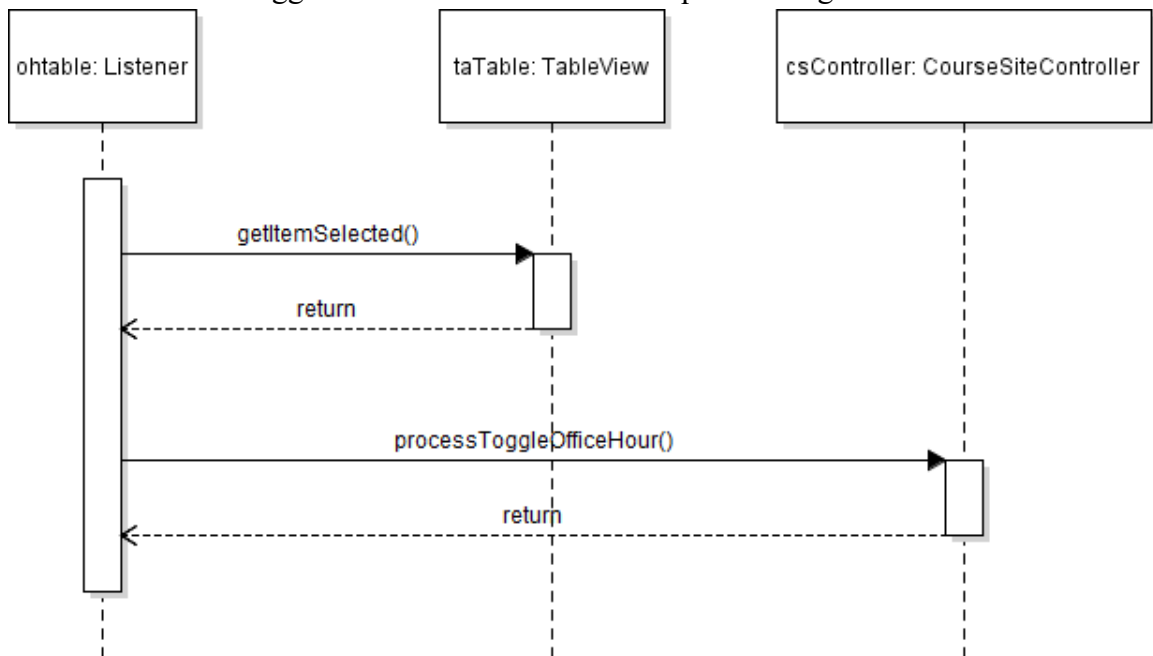 ohtable: Listener
taTable: TableView
csController: CourseSiteController
getItemSelected()
return
processToggleOfficeHour()
return